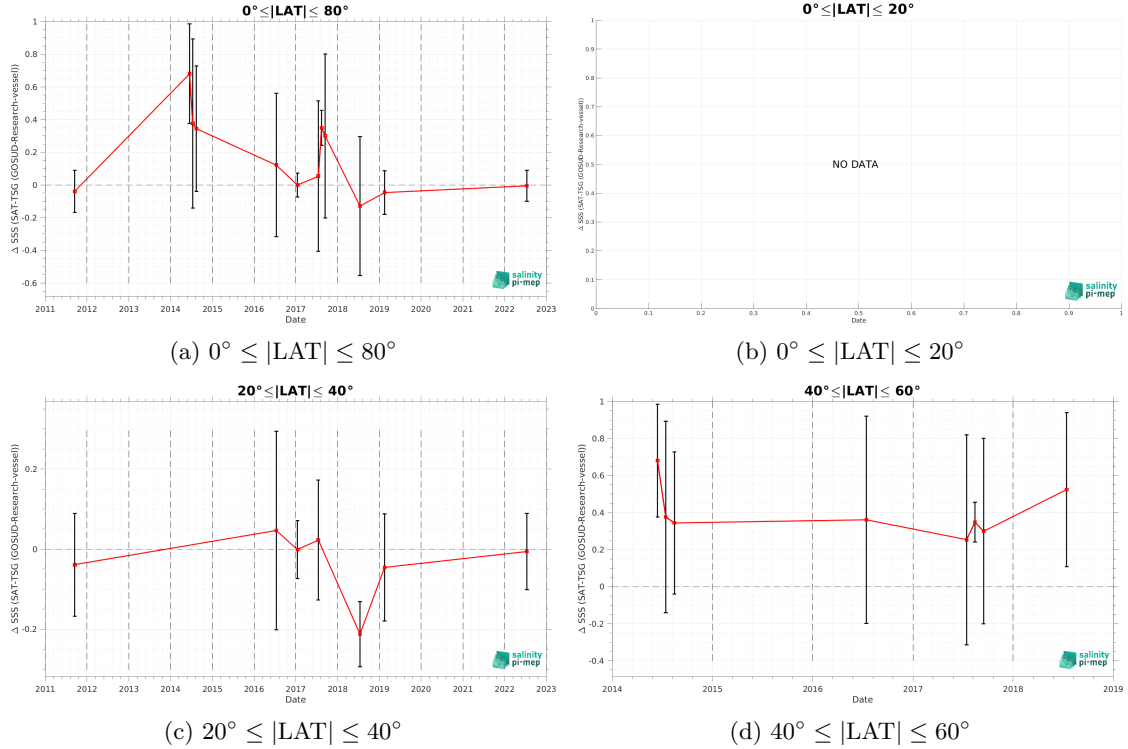 0°≤|LAT|≤ 80°
Δ SSS (SAT-TSG (GOSUD-Research-vessel))
1
0.8
0.6
0.4
0.2
0
-0.2
-0.4
-0.6
2011 2012 2013 2014 2015 2016 2017 2018 2019 2020 2021 2022 2023
Date
salinity
pi-mep
(a) 0° ≤ |LAT| ≤ 80°
0°≤|LAT|≤ 20°
Δ SSS (SAT-TSG (GOSUD-Research-vessel))
1
0.9
0.8
0.7
0.6
0.5
0.4
0.3
0.2
0.1
0
NO DATA
0 0.1 0.2 0.3 0.4 0.5 0.6 0.7 0.8 0.9 1
Date
salinity
pi-mep
(b) 0° ≤ |LAT| ≤ 20°
20°≤|LAT|≤ 40°
Δ SSS (SAT-TSG (GOSUD-Research-vessel))
0.2
0
-0.2
2011 2012 2013 2014 2015 2016 2017 2018 2019 2020 2021 2022 2023
Date
salinity
pi-mep
(c) 20° ≤ |LAT| ≤ 40°
40°≤|LAT|≤ 60°
Δ SSS (SAT-TSG (GOSUD-Research-vessel))
1
0.8
0.6
0.4
0.2
0
-0.2
-0.4
2014 2015 2016 2017 2018 2019
Date
salinity
pi-mep
(d) 40° ≤ |LAT| ≤ 60°